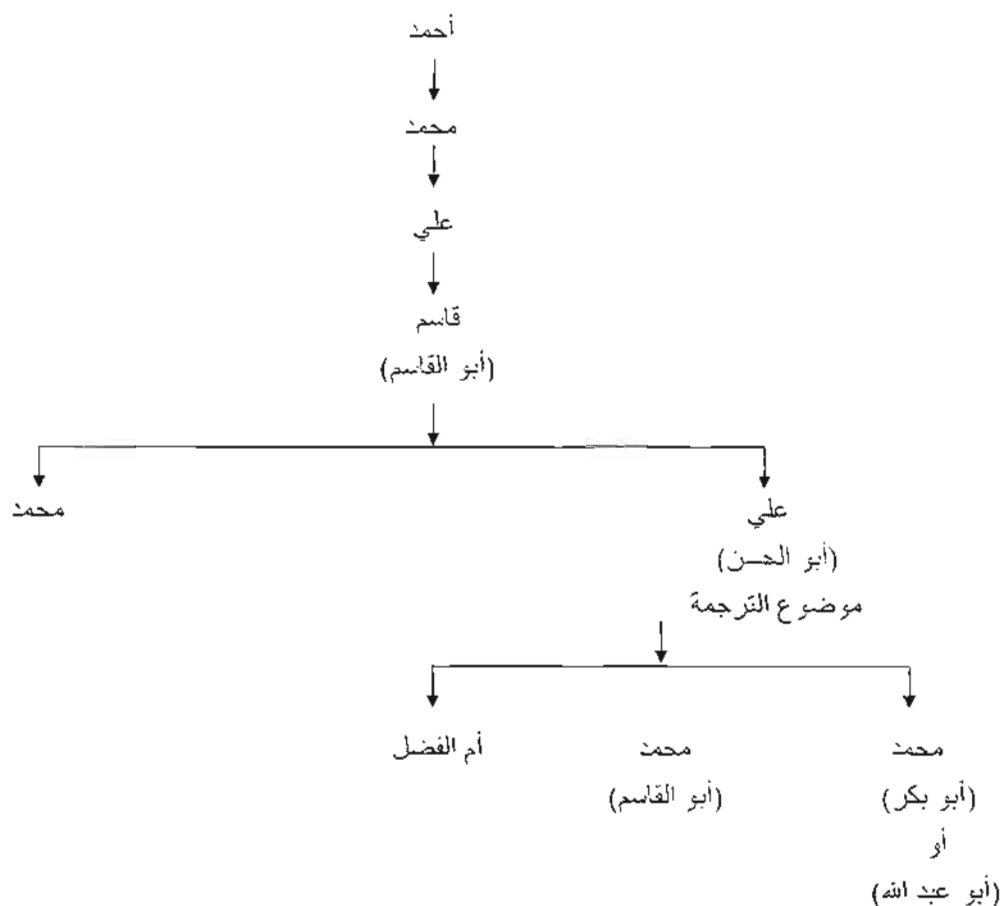 أحمد
محمد
علي
قاسم
(أبو القاسم)
علي
محمد
(أبو الحسن)
موضوع الترجمة
محمد
محمد
أم الفضل
(أبو بكر)
(أبو القاسم)
أو
(أبو عبد الله)